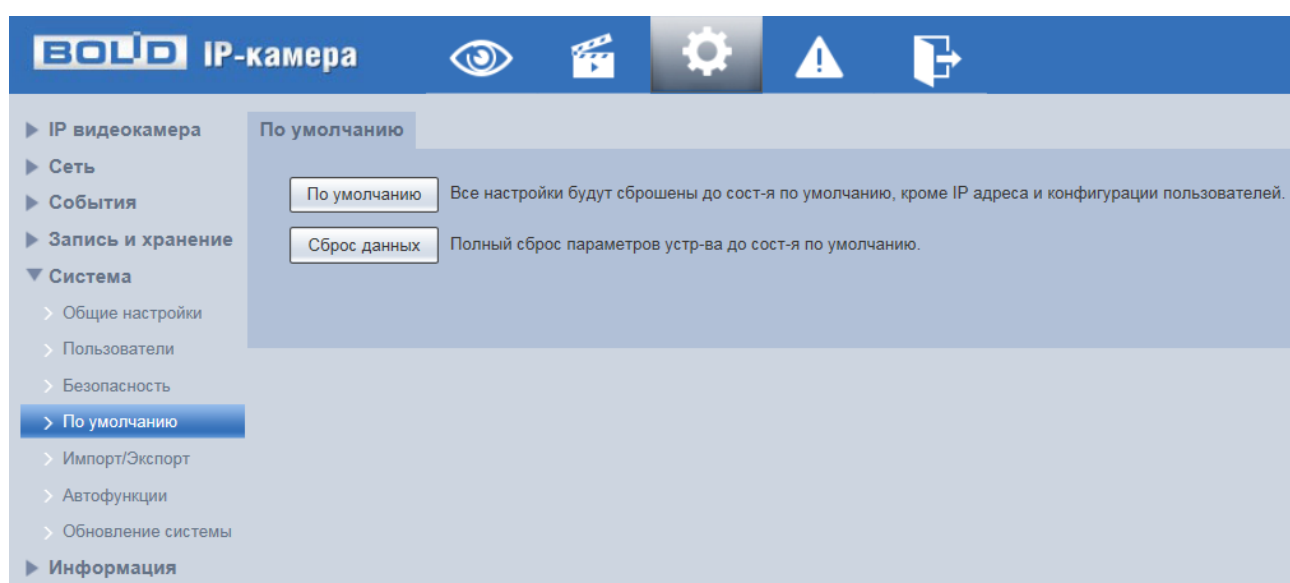 BOLID IP-камера
IP видеокамера
Сеть
События
Запись и хранение
Система
Общие настройки
Пользователи
Безопасность
По умолчанию
Импорт/Экспорт
Автофункции
Обновление системы
Информация
По умолчанию
По умолчанию Все настройки будут сброшены до сост-я по умолчанию, кроме IP адреса и конфигурации пользователей.
Сброс данных Полный сброс параметров устр-ва до сост-я по умолчанию.